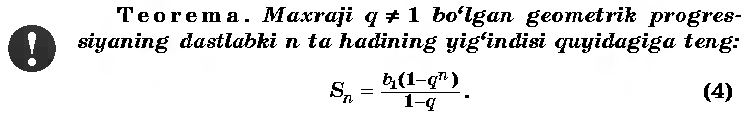 Teorema. Maxraji q ≠ 1 bo‘lgan geometrik progres-
siyaning dastlabki n ta hadining yig‘indisi quyidagiga teng:
Sₙ = b₁(1–qⁿ) / 1–q. (4)